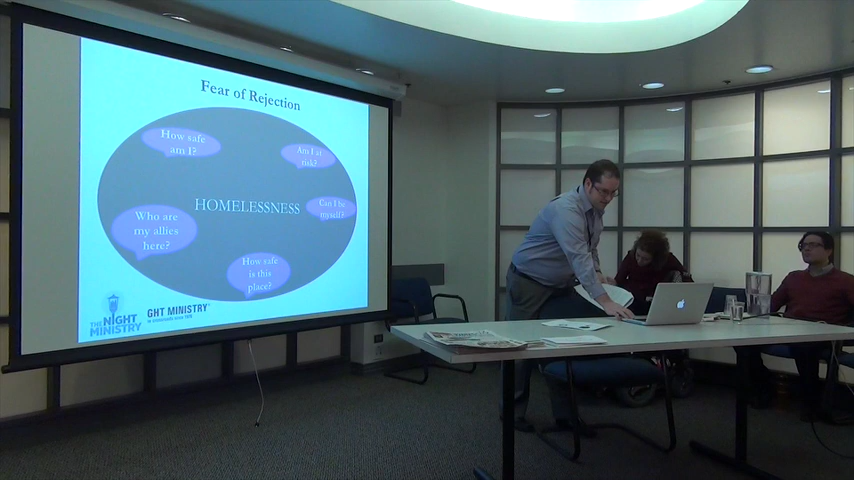 Fear of Rejection
How safe
am I?
Am I at
risk?
HOMELESSNESS
Can I be
myself?
Who are
my allies
here?
How safe
is this
place?
THE NIGHT
MINISTRY
GHT MINISTRY